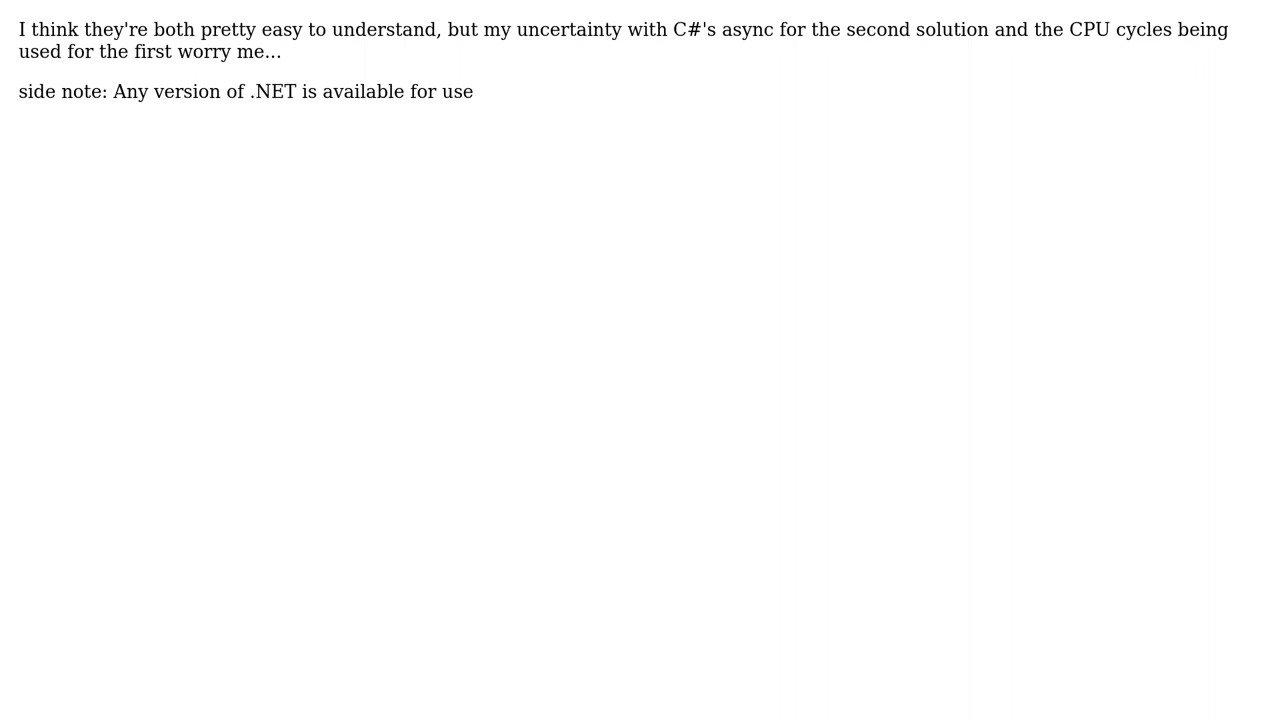 I think they're both pretty easy to understand, but my uncertainty with C#'s async for the second solution and the CPU cycles being
used for the first worry me...
side note: Any version of .NET is available for use